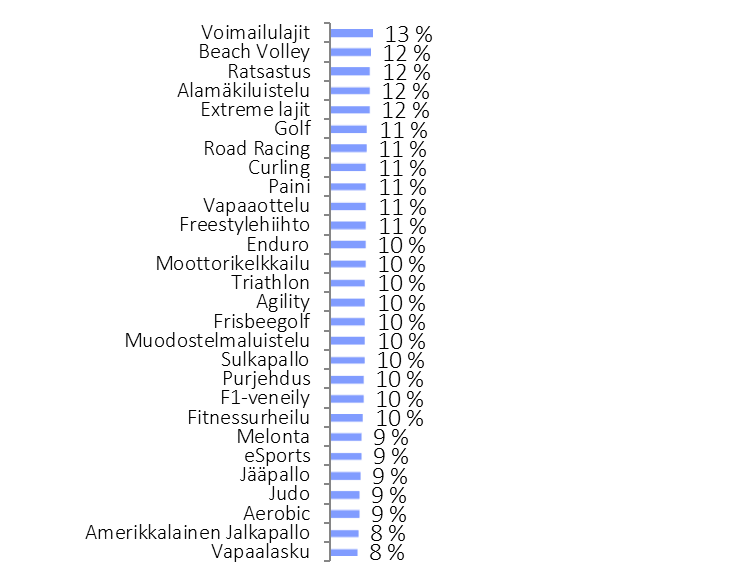 Voimailulajit 13 %
Beach Volley 12 %
Ratsastus 12 %
Alamäkiluistelu 12 %
Extreme lajit 12 %
Golf 11 %
Road Racing 11 %
Curling 11 %
Paini 11 %
Vapaaottelu 11 %
Freestylehiihto 11 %
Enduro 10 %
Moottorikelkkailu 10 %
Triathlon 10 %
Agility 10 %
Frisbeegolf 10 %
Muodostelmaluistelu 10 %
Sulkapallo 10 %
Purjehdus 10 %
F1-veneily 10 %
Fitnessurheilu 10 %
Melonta 9 %
eSports 9 %
Jääpallo 9 %
Judo 9 %
Aerobic 9 %
Amerikkalainen Jalkapallo 8 %
Vapaalasku 8 %